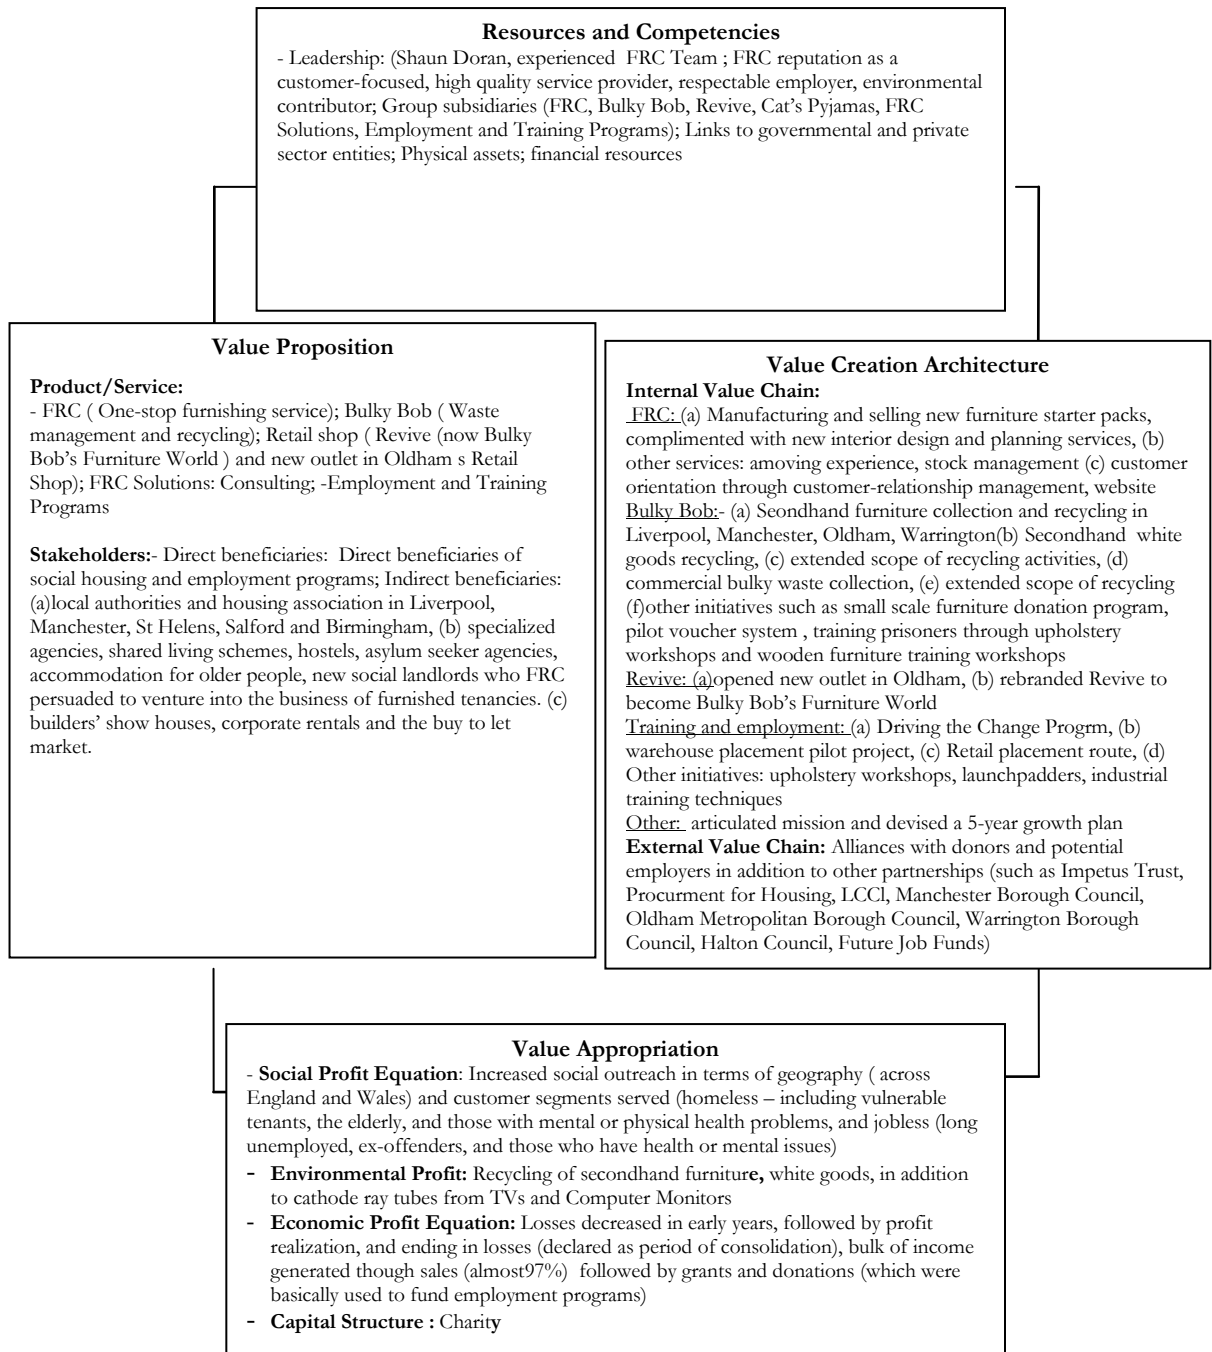 Resources and Competencies
- Leadership: (Shaun Doran, experienced  FRC Team ; FRC reputation as a
customer-focused, high quality service provider, respectable employer, environmental
contributor; Group subsidiaries (FRC, Bulky Bob, Revive, Cat's Pyjamas, FRC
Solutions, Employment and Training Programs); Links to governmental and private
sector entities; Physical assets; financial resources
Value Proposition
Product/Service:
- FRC ( One-stop furnishing service); Bulky Bob ( Waste
management and recycling); Retail shop ( Revive (now Bulky
Bob's Furniture World ) and new outlet in Oldham s Retail
Shop); FRC Solutions: Consulting; -Employment and Training
Programs
Stakeholders:- Direct beneficiaries:  Direct beneficiaries of
social housing and employment programs; Indirect beneficiaries:
(a)local authorities and housing association in Liverpool,
Manchester, St Helens, Salford and Birmingham, (b) specialized
agencies, shared living schemes, hostels, asylum seeker agencies,
accommodation for older people, new social landlords who FRC
persuaded to venture into the business of furnished tenancies. (c)
builders' show houses, corporate rentals and the buy to let
market.
Value Creation Architecture
Internal Value Chain:
FRC: (a) Manufacturing and selling new furniture starter packs,
complimented with new interior design and planning services, (b)
other services: amoving experience, stock management (c) customer
orientation through customer-relationship management, website
Bulky Bob:- (a) Seondhand furniture collection and recycling in
Liverpool, Manchester, Oldham, Warrington(b) Secondhand  white
goods recycling, (c) extended scope of recycling activities, (d)
commercial bulky waste collection, (e) extended scope of recycling
(f)other initiatives such as small scale furniture donation program,
pilot voucher system , training prisoners through upholstery
workshops and wooden furniture training workshops
Revive: (a)opened new outlet in Oldham, (b) rebranded Revive to
become Bulky Bob's Furniture World
Training and employment: (a) Driving the Change Progrm, (b)
warehouse placement pilot project, (c) Retail placement route, (d)
Other initiatives: upholstery workshops, launchpadders, industrial
training techniques
Other:  articulated mission and devised a 5-year growth plan
External Value Chain: Alliances with donors and potential
employers in addition to other partnerships (such as Impetus Trust,
Procurment for Housing, LCCl, Manchester Borough Council,
Oldham Metropolitan Borough Council, Warrington Borough
Council, Halton Council, Future Job Funds)
Value Appropriation
- Social Profit Equation: Increased social outreach in terms of geography ( across
England and Wales) and customer segments served (homeless – including vulnerable
tenants, the elderly, and those with mental or physical health problems, and jobless (long
unemployed, ex-offenders, and those who have health or mental issues)
- Environmental Profit: Recycling of secondhand furniture, white goods, in addition
to cathode ray tubes from TVs and Computer Monitors
- Economic Profit Equation: Losses decreased in early years, followed by profit
realization, and ending in losses (declared as period of consolidation), bulk of income
generated though sales (almost97%)  followed by grants and donations (which were
basically used to fund employment programs)
- Capital Structure : Charity